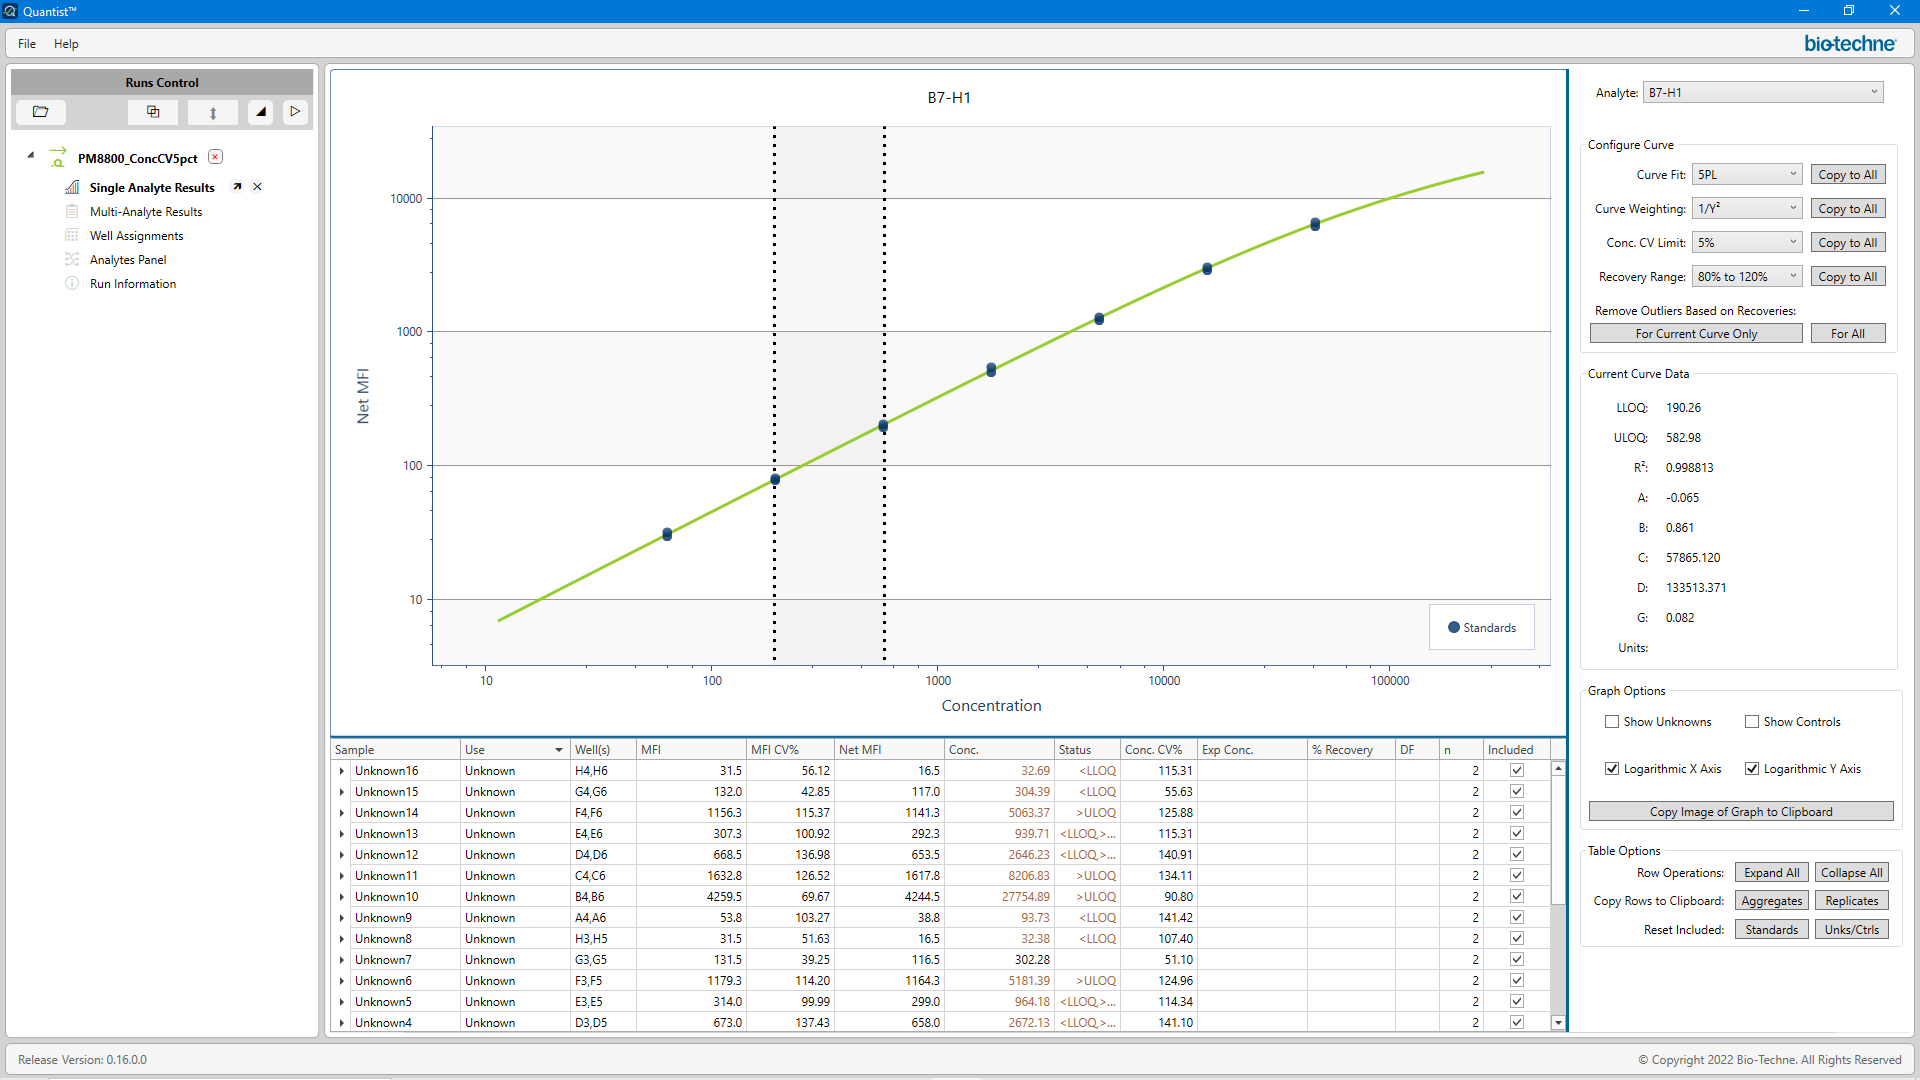 Quantist™
File Help
bio-techne
Runs Control
PM8800_ConcCV5pct
Single Analyte Results
Multi-Analyte Results
Well Assignments
Analytes Panel
Run Information
B7-H1
Net MFI
10000
1000
100
10
10 100 1000 10000 100000
Concentration
Standards
Analyte: B7-H1
Configure Curve
Curve Fit: 5PL Copy to All
Curve Weighting: 1/Y² Copy to All
Conc. CV Limit: 5% Copy to All
Recovery Range: 80% to 120% Copy to All
Remove Outliers Based on Recoveries:
For Current Curve Only For All
Current Curve Data
LLOQ: 190.26
ULOQ: 582.98
R²: 0.998813
A: -0.065
B: 0.861
C: 57865.120
D: 133513.371
G: 0.082
Units:
Graph Options
Show Unknowns Show Controls
Logarithmic X Axis Logarithmic Y Axis
Copy Image of Graph to Clipboard
Table Options
Row Operations: Expand All Collapse All
Copy Rows to Clipboard: Aggregates Replicates
Reset Included: Standards Unks/Ctrls
Sample Use Well(s) MFI MFI CV% Net MFI Conc. Status Conc. CV% Exp Conc. % Recovery DF n Included
Unknown16 Unknown H4,H6 31.5 56.12 16.5 32.69 <LLOQ 115.31 2
Unknown15 Unknown G4,G6 132.0 42.85 117.0 304.39 <LLOQ 55.63 2
Unknown14 Unknown F4,F6 1156.3 115.37 1141.3 5063.37 >ULOQ 125.88 2
Unknown13 Unknown E4,E6 307.3 100.92 292.3 939.71 <LLOQ,>... 115.31 2
Unknown12 Unknown D4,D6 668.5 136.98 653.5 2646.23 <LLOQ,>... 140.91 2
Unknown11 Unknown C4,C6 1632.8 126.52 1617.8 8206.83 >ULOQ 134.11 2
Unknown10 Unknown B4,B6 4259.5 69.67 4244.5 27754.89 >ULOQ 90.80 2
Unknown9 Unknown A4,A6 53.8 103.27 38.8 93.73 <LLOQ 141.42 2
Unknown8 Unknown H3,H5 31.5 51.63 16.5 32.38 <LLOQ 107.40 2
Unknown7 Unknown G3,G5 131.5 39.25 116.5 302.28 51.10 2
Unknown6 Unknown F3,F5 1179.3 114.20 1164.3 5181.39 >ULOQ 124.96 2
Unknown5 Unknown E3,E5 314.0 99.99 299.0 964.18 <LLOQ,>... 114.34 2
Unknown4 Unknown D3,D5 673.0 137.43 658.0 2672.13 <LLOQ,>... 141.10 2
Release Version: 0.16.0.0
© Copyright 2022 Bio-Techne. All Rights Reserved